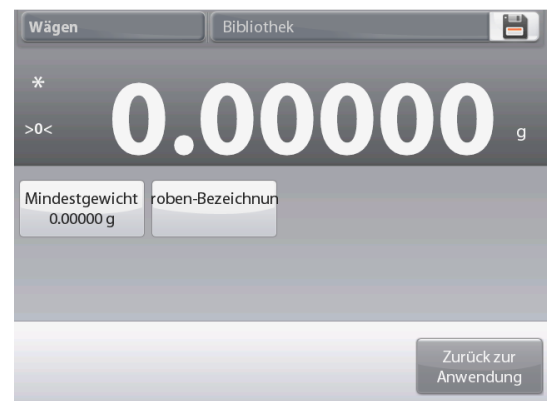 Wägen
Bibliothek
*
>0<
0.00000 g
Mindestgewicht
0.00000 g
roben-Bezeichnun
Zurück zur
Anwendung